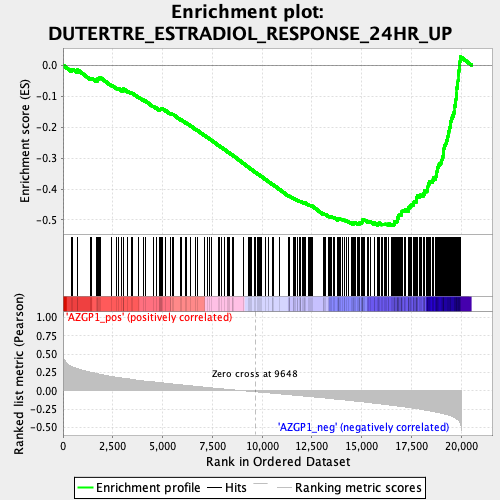 Enrichment plot:
DUTERTRE_ESTRADIOL_RESPONSE_24HR_UP
Enrichment score (ES)
0.0
-0.1
-0.2
-0.3
-0.4
-0.5
Ranked list metric (Pearson)
1.00
0.75
0.50
0.25
0.00
-0.25
-0.50
'AZGP1_pos' (positively correlated)
Zero cross at 9648
'AZGP1_neg' (negatively correlated)
0 2,500 5,000 7,500 10,000 12,500 15,000 17,500 20,000
Rank in Ordered Dataset
Enrichment profile Hits Ranking metric scores